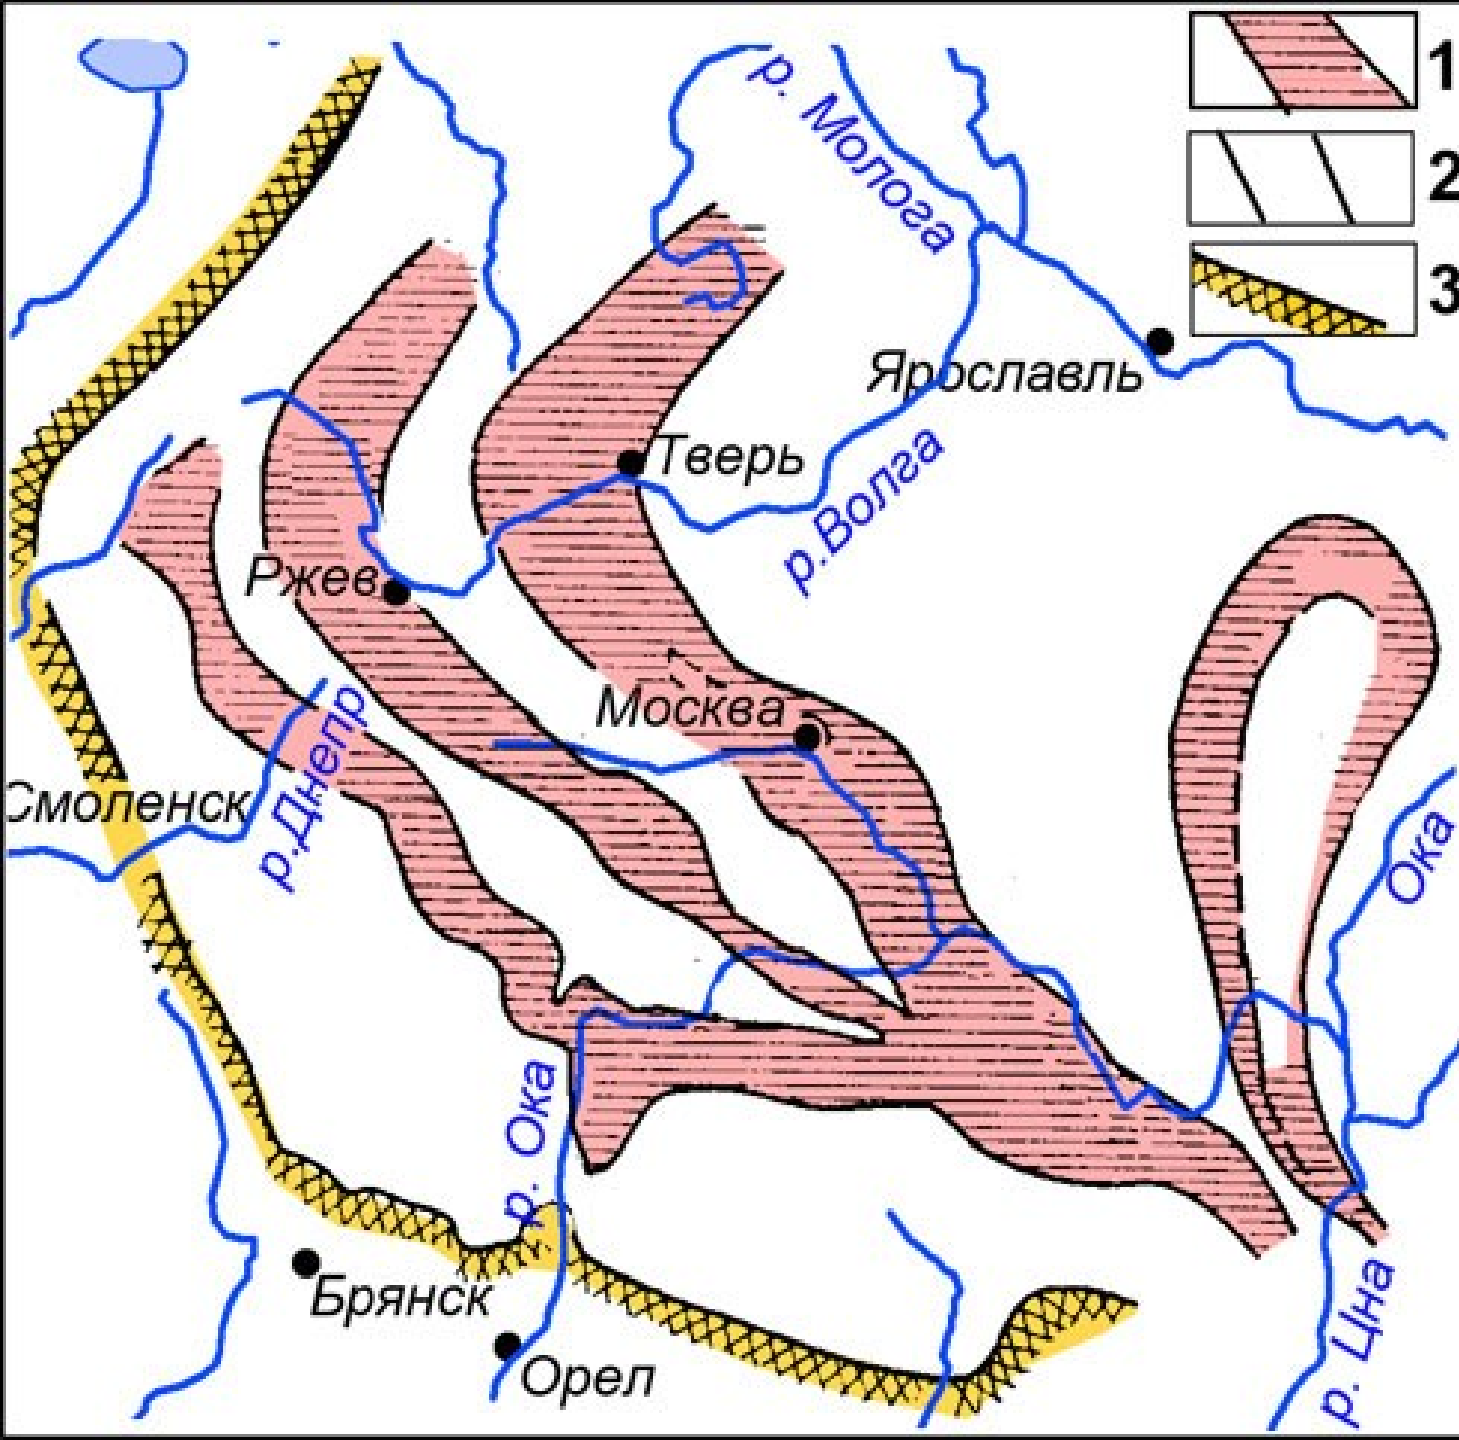 1
р. Молога
2
3
Ярославль
Тверь
р.Волга
Ржев
Москва
р.Днепр
Смоленск
Ока
р. Ока
Брянск
Орел
р. Цна